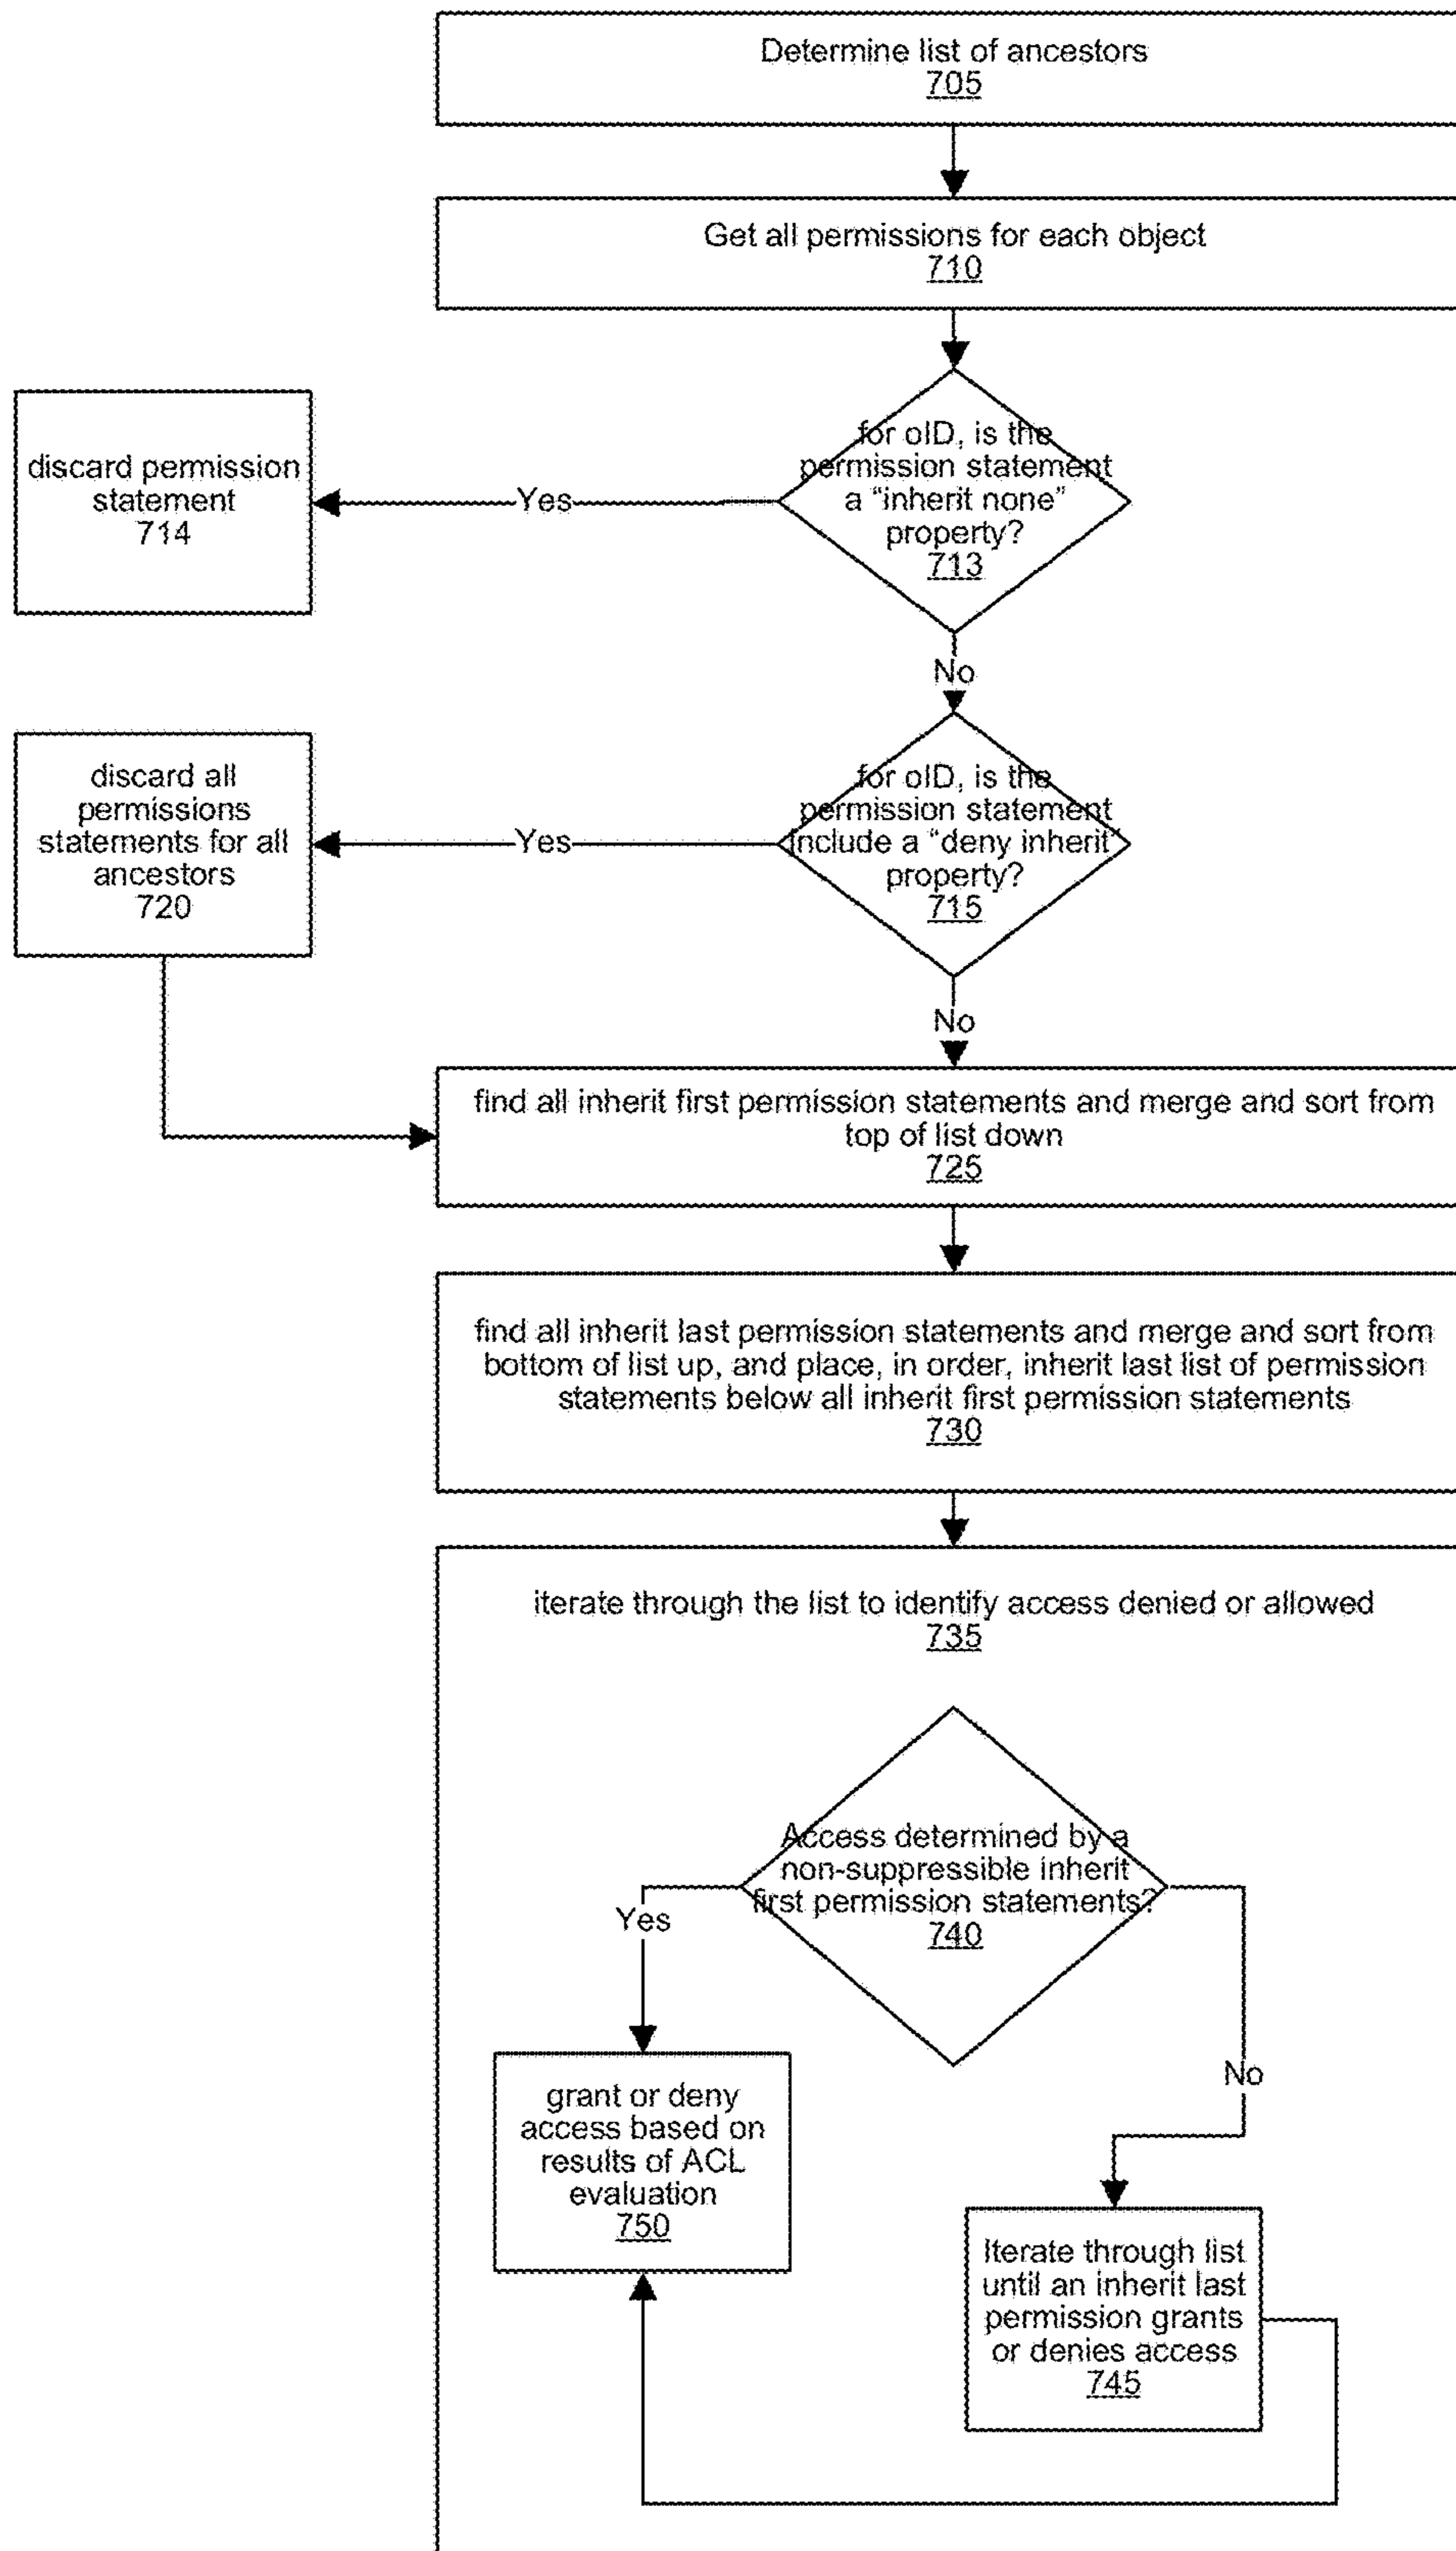 Determine list of ancestors
705
Get all permissions for each object
710
for oID, is the
permission statement
a “inherit none”
property?
713
Yes
discard permission
statement
714
No
for oID, is the
permission statement
include a “deny inherit”
property?
715
Yes
discard all
permissions
statements for all
ancestors
720
No
find all inherit first permission statements and merge and sort from
top of list down
725
find all inherit last permission statements and merge and sort from
bottom of list up, and place, in order, inherit last list of permission
statements below all inherit first permission statements
730
iterate through the list to identify access denied or allowed
735
Access determined by a
non-suppressible inherit
first permission statements?
740
Yes
No
grant or deny
access based on
results of ACL
evaluation
750
Iterate through list
until an inherit last
permission grants
or denies access
745